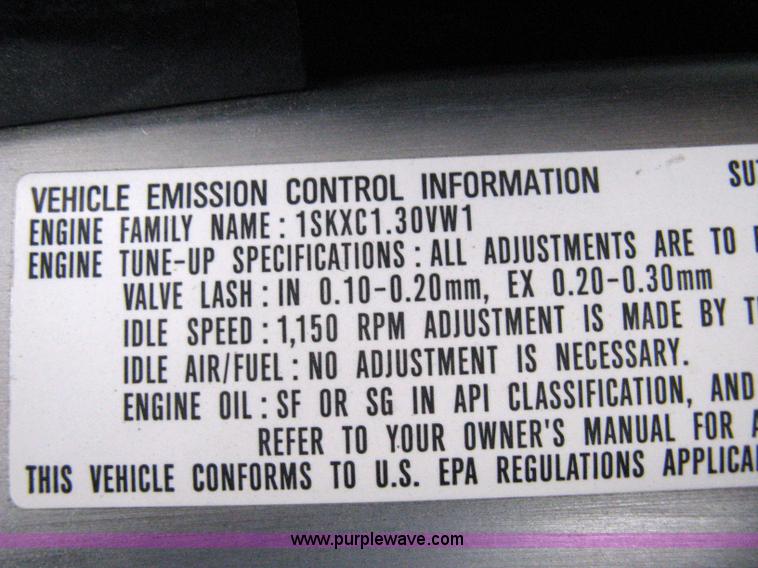 VEHICLE EMISSION CONTROL INFORMATION
ENGINE FAMILY NAME: 1SKXC1.30VW1
ENGINE TUNE-UP SPECIFICATIONS: ALL ADJUSTMENTS ARE TO
VALVE LASH: IN 0.10-0.20mm, EX 0.20-0.30mm
IDLE SPEED: 1,150 RPM ADJUSTMENT IS MADE BY
IDLE AIR/FUEL: NO ADJUSTMENT IS NECESSARY.
ENGINE OIL: SF OR SG IN API CLASSIFICATION, AND
REFER TO YOUR OWNER'S MANUAL FOR
THIS VEHICLE CONFORMS TO U.S. EPA REGULATIONS
www.purplewave.com